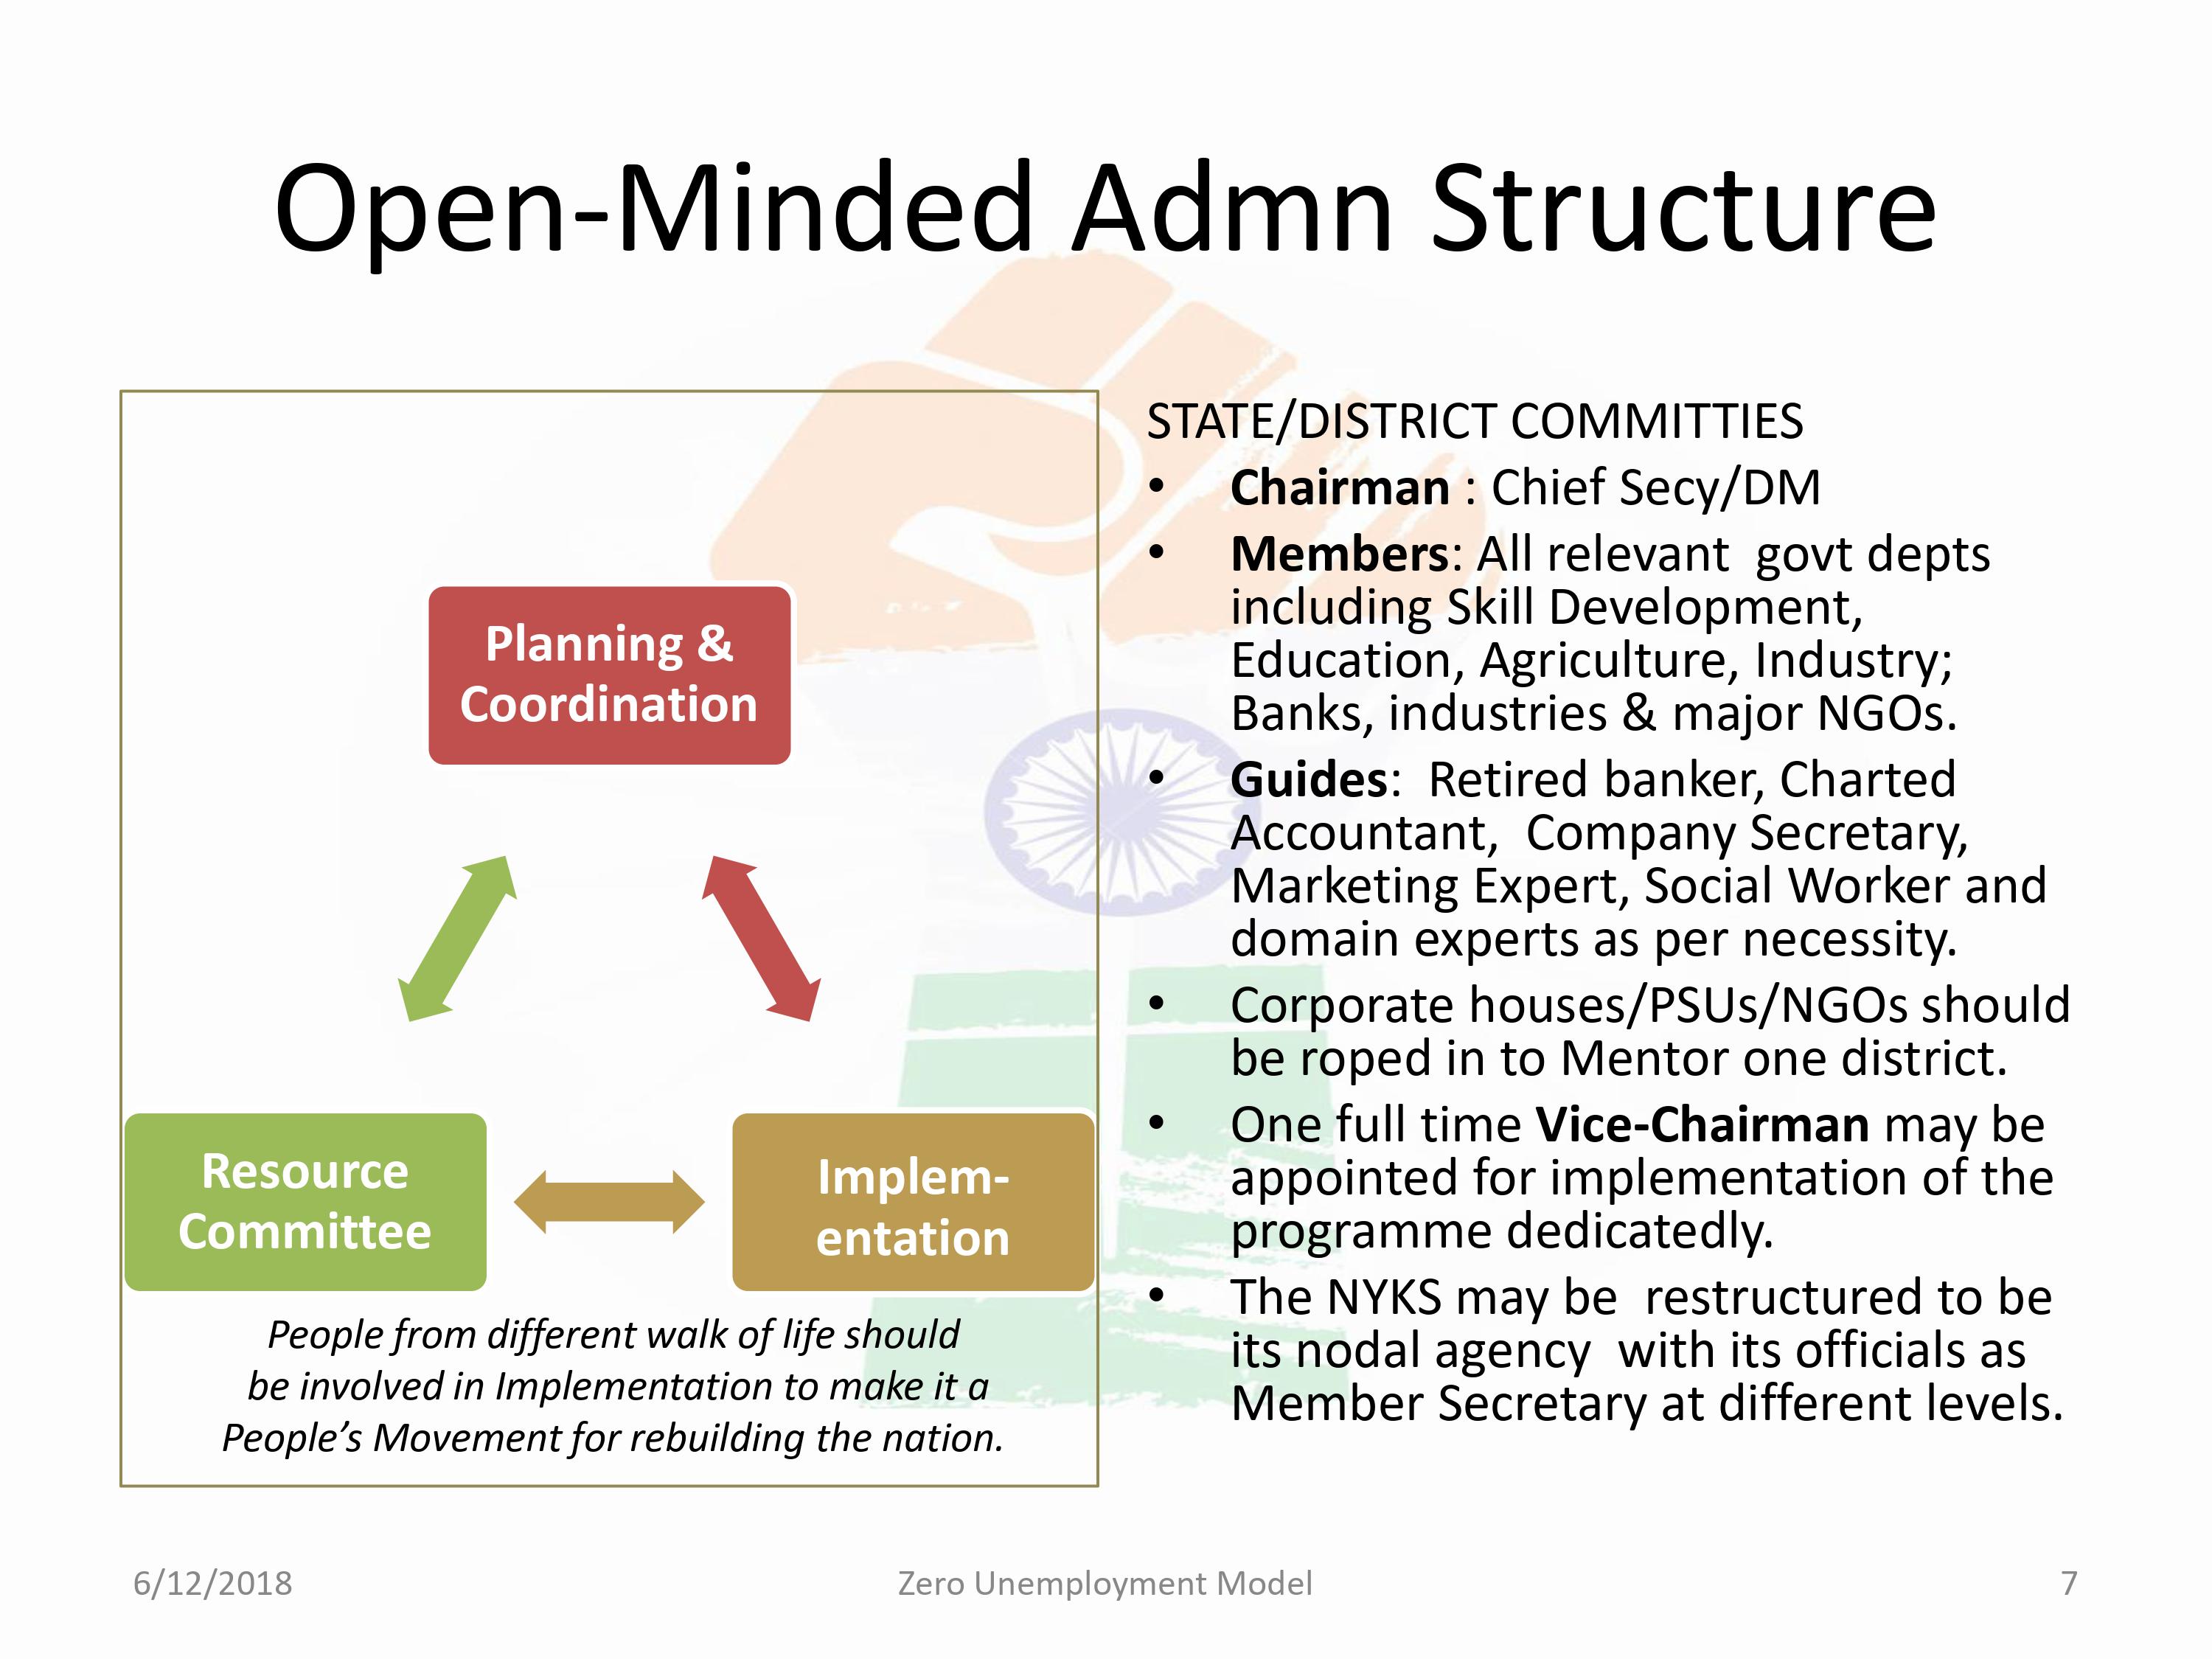 Open-Minded Admn Structure
Planning &
Coordination
Resource
Committee
Implem-
entation
People from different walk of life should
be involved in Implementation to make it a
People’s Movement for rebuilding the nation.
STATE/DISTRICT COMMITTIES
• Chairman : Chief Secy/DM
• Members: All relevant govt depts
including Skill Development,
Education, Agriculture, Industry;
Banks, industries & major NGOs.
• Guides: Retired banker, Charted
Accountant, Company Secretary,
Marketing Expert, Social Worker and
domain experts as per necessity.
• Corporate houses/PSUs/NGOs should
be roped in to Mentor one district.
• One full time Vice-Chairman may be
appointed for implementation of the
programme dedicatedly.
• The NYKS may be restructured to be
its nodal agency with its officials as
Member Secretary at different levels.
6/12/2018
Zero Unemployment Model
7